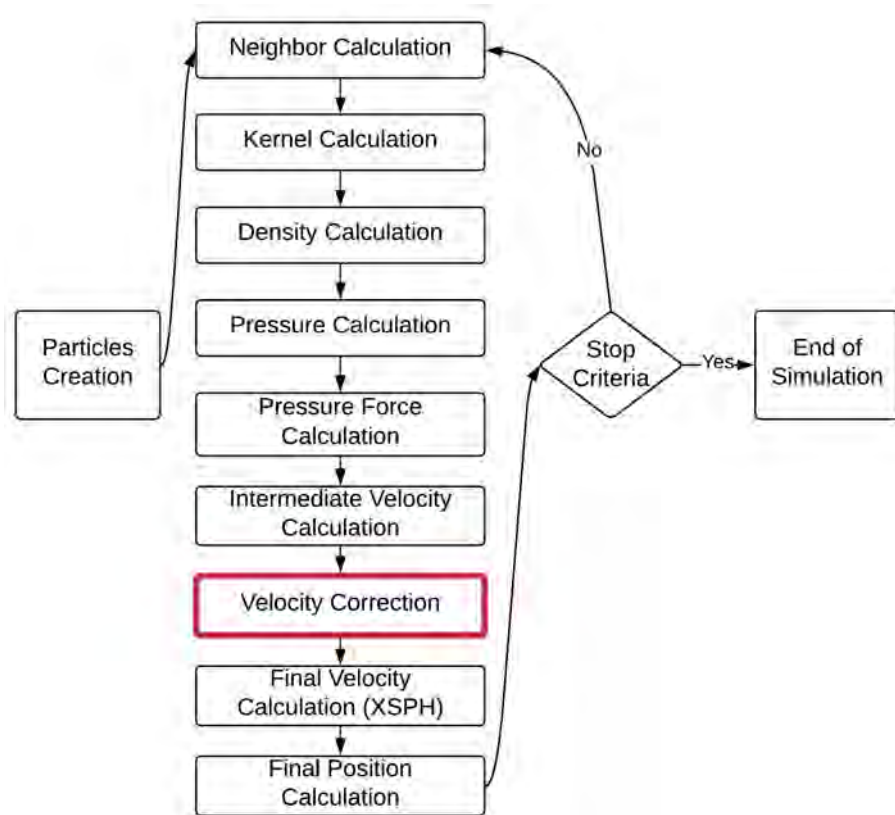 Neighbor Calculation
Kernel Calculation
Density Calculation
Pressure Calculation
Pressure Force
Calculation
Intermediate Velocity
Calculation
Velocity Correction
Final Velocity
Calculation (XSPH)
Final Position
Calculation
Particles
Creation
No
Stop
Criteria
Yes
End of
Simulation